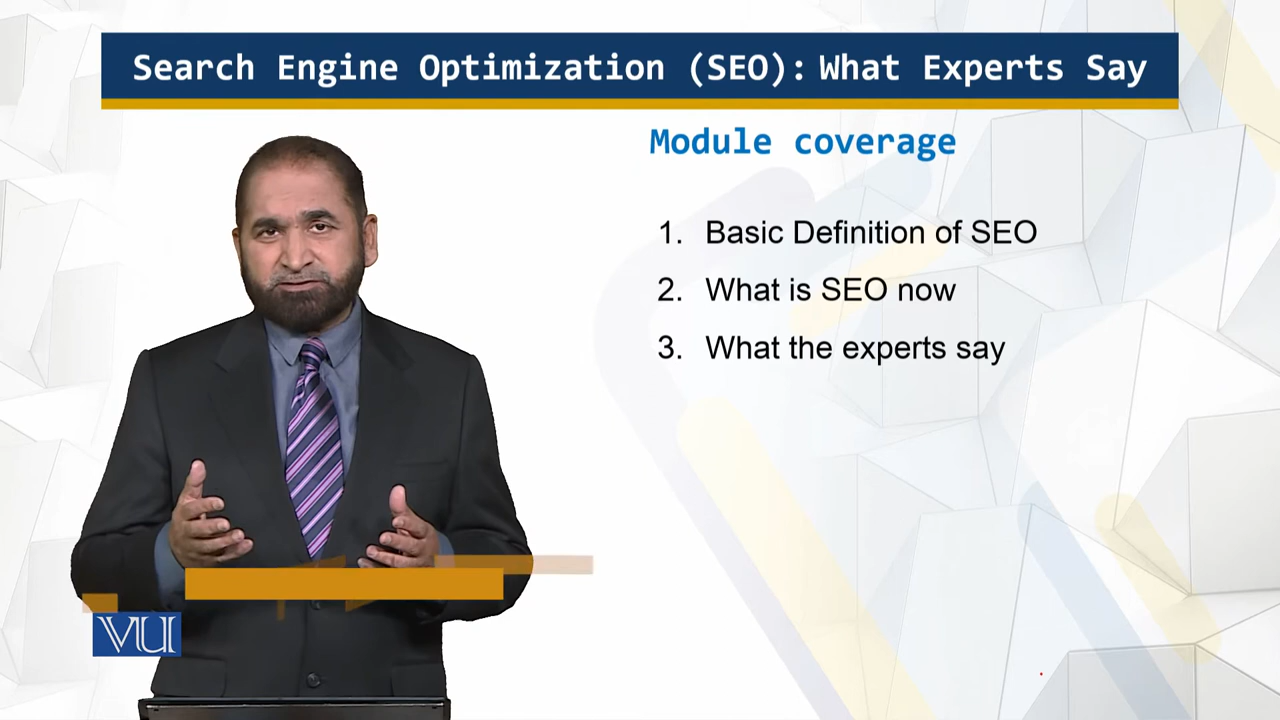 Search Engine Optimization (SEO): What Experts Say
Module coverage
1. Basic Definition of SEO
2. What is SEO now
3. What the experts say
VU